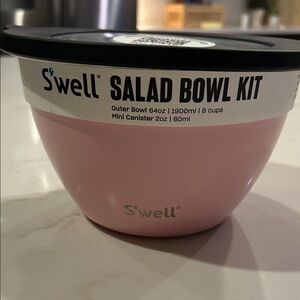 S'well® SALAD BOWL KIT
Outer Bowl 64oz | 1900ml | 8 cups
Mini Canister 2oz | 60ml
S'well®